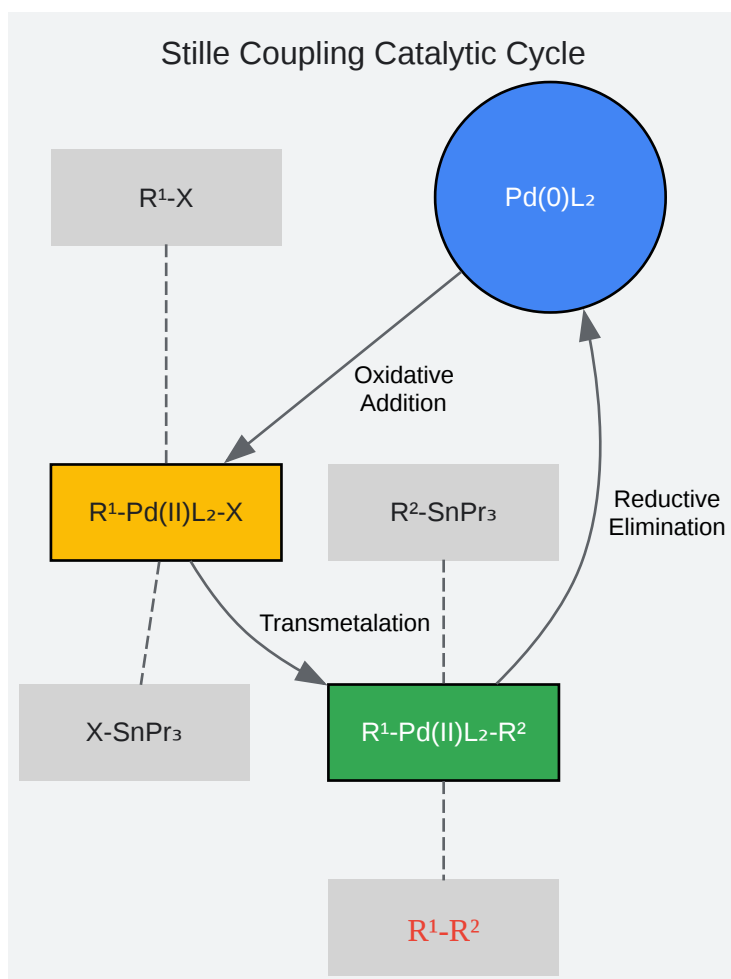 Stille Coupling Catalytic Cycle
R¹-X
Pd(0)L₂
Oxidative
Addition
R¹-Pd(II)L₂-X
R²-SnPr₃
Reductive
Elimination
Transmetalation
X-SnPr₃
R¹-Pd(II)L₂-R²
R¹-R²